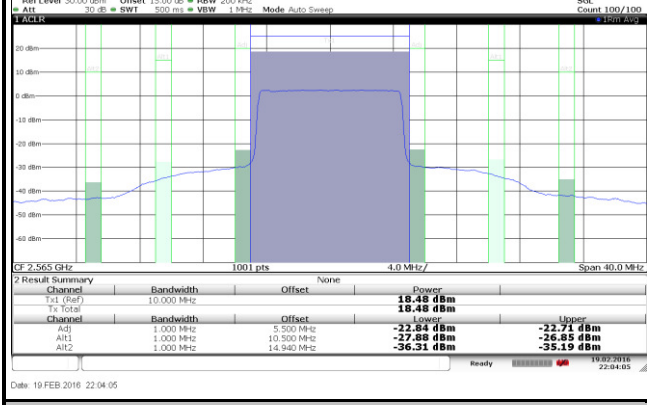 Ref Level 30.00 dBm Offset 15.00 dB RBW 200 kHz SGL
Att 30 dB SWT 500 ms VBW 1 MHz Mode Auto Sweep Count 100/100
1 ACLR 1Rm Avg
20 dBm
10 dBm
0 dBm
-10 dBm
-20 dBm
-30 dBm
-40 dBm
-50 dBm
-60 dBm
CF 2.565 GHz 1001 pts 4.0 MHz/ Span 40.0 MHz
2 Result Summary None
Channel Bandwidth Offset Power
Tx1 (Ref) 10.000 MHz 18.48 dBm
Tx Total 18.48 dBm
Channel Bandwidth Offset Lower Upper
Adj 1.000 MHz 5.500 MHz -22.84 dBm -22.71 dBm
Alt1 1.000 MHz 10.500 MHz -27.88 dBm -26.85 dBm
Alt2 1.000 MHz 14.940 MHz -36.31 dBm -35.19 dBm
Ready 19.02.2016
22:04:05
Date: 19.FEB.2016 22:04:05